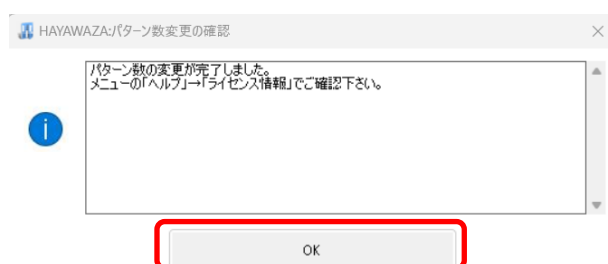 HAYAWAZA:パターン数変更の確認
パターン数の変更が完了しました。
メニューの｢ヘルプ｣→｢ライセンス情報｣でご確認下さい。
OK